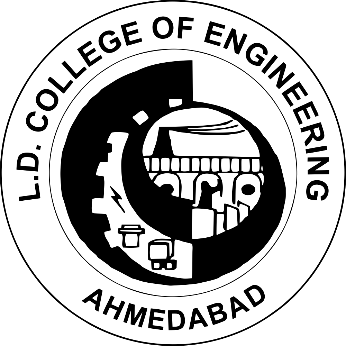 L.D. COLLEGE OF ENGINEERING
AHMEDABAD